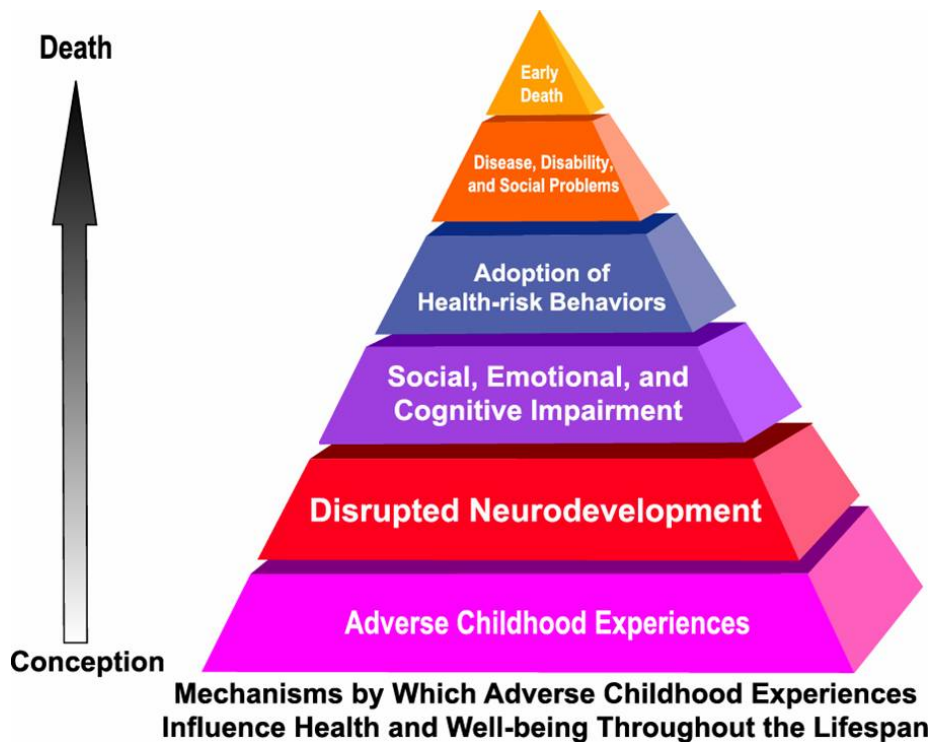 Death
Early
Death
Disease, Disability,
and Social Problems
Adoption of
Health-risk Behaviors
Social, Emotional, and
Cognitive Impairment
Disrupted Neurodevelopment
Adverse Childhood Experiences
Conception
Mechanisms by Which Adverse Childhood Experiences
Influence Health and Well-being Throughout the Lifespan